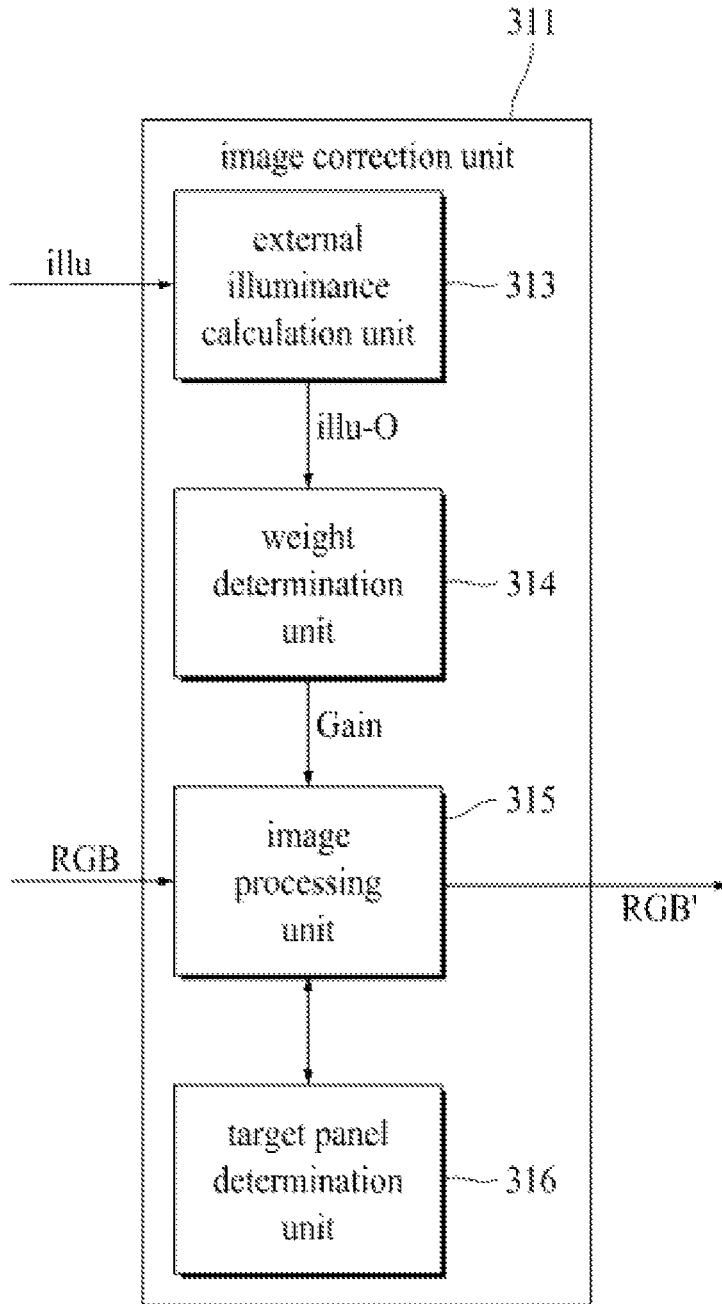 311
image correction unit
external
illuminance
calculation unit
illu
313
illu-O
weight
determination
unit
314
Gain
315
image
processing
unit
RGB
RGB'
target panel
determination
unit
316